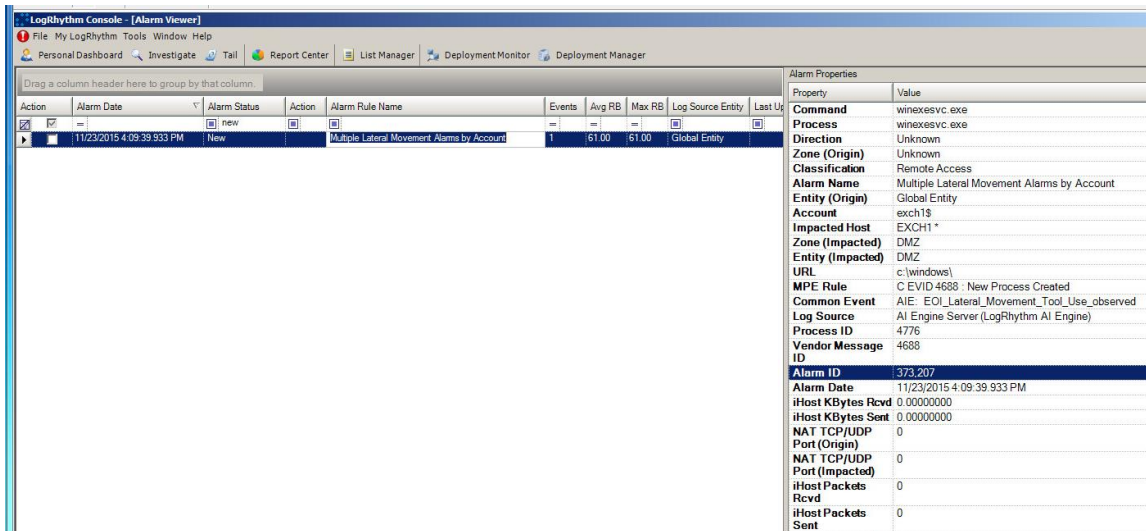 LogRhythm Console - [Alarm Viewer]
File My LogRhythm Tools Window Help
Personal Dashboard Investigate Tail Report Center List Manager Deployment Monitor Deployment Manager
Drag a column header here to group by that column.
Action Alarm Date Alarm Status Action Alarm Rule Name Events Avg RB Max RB Log Source Entity Last Up
= new = = =
11/23/2015 4:09:39.933 PM New Multiple Lateral Movement Alarms by Account 1 61.00 61.00 Global Entity
Alarm Properties
Property Value
Command winexesvc.exe
Process winexesvc.exe
Direction Unknown
Zone (Origin) Unknown
Classification Remote Access
Alarm Name Multiple Lateral Movement Alarms by Account
Entity (Origin) Global Entity
Account exch1$
Impacted Host EXCH1 *
Zone (Impacted) DMZ
Entity (Impacted) DMZ
URL c:\windows\
MPE Rule C EVID 4688 : New Process Created
Common Event AIE: EOI_Lateral_Movement_Tool_Use_observed
Log Source AI Engine Server (LogRhythm AI Engine)
Process ID 4776
Vendor Message ID 4688
Alarm ID 373,207
Alarm Date 11/23/2015 4:09:39.933 PM
iHost KBytes Rcvd 0.00000000
iHost KBytes Sent 0.00000000
NAT TCP/UDP Port (Origin) 0
NAT TCP/UDP Port (Impacted) 0
iHost Packets Rcvd 0
iHost Packets Sent 0